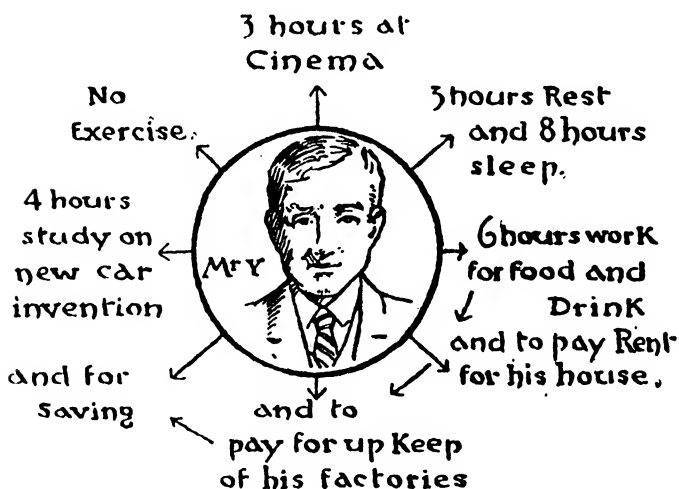 3 hours at
Cinema
3 hours Rest
and 8 hours
sleep.
6 hours work
for food and
Drink
and to pay Rent
for his house.
and to
pay for up Keep
of his factories
and for
saving
4 hours
study on
new car
invention
No
Exercise.
Mr Y